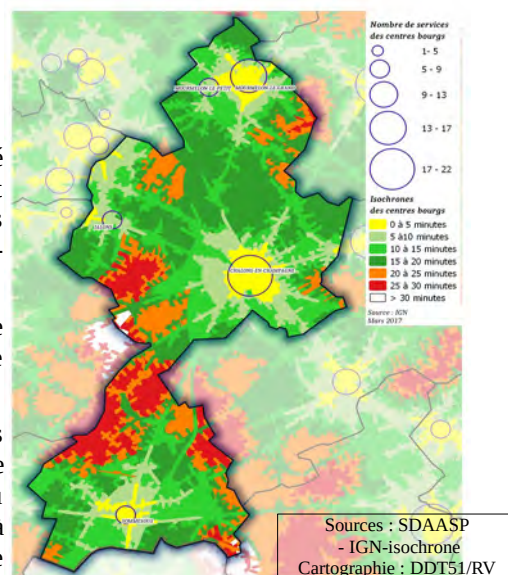 é
s
-
e
e
s
e
u
a
e
MOURMELON LE PETIT
MOURMELON LE GRAND
CHALONS EN CHAMPAGNE
SOMMESOUS
Nombre de services
des centres bourgs
1- 5
5 - 9
9 - 13
13 - 17
17 - 22
Isochrones
des centres bourgs
0 à 5 minutes
5 à10 minutes
10 à 15 minutes
15 à 20 minutes
20 à 25 minutes
25 à 30 minutes
> 30 minutes
Source : IGN
Mars 2017
Sources : SDAASP
- IGN-isochrone
Cartographie : DDT51/RV